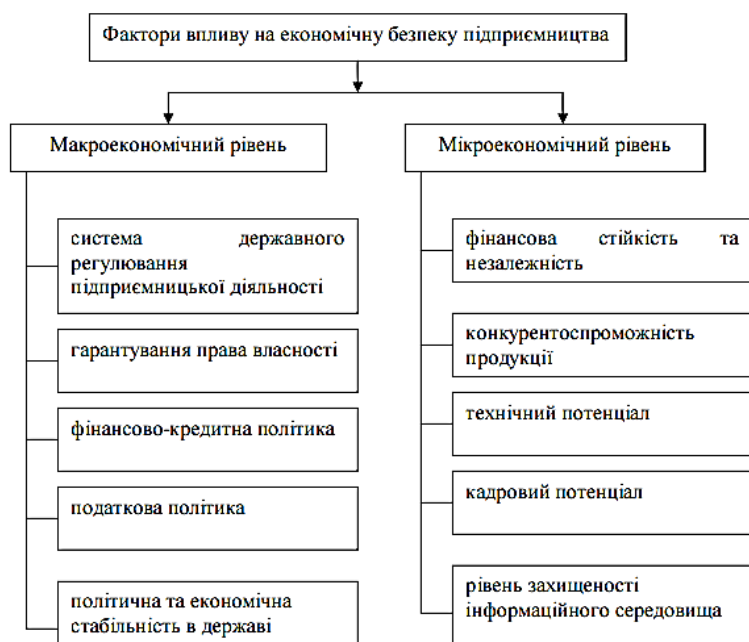 Фактори впливу на економічну безпеку підприємництва
Макроекономічний рівень
система державного
регулювання
підприємницької діяльності
гарантування права власності
фінансово-кредитна політика
податкова політика
політична та економічна
стабільність в державі
Мікроекономічний рівень
фінансова стійкість та
незалежність
конкурентоспроможність
продукції
технічний потенціал
кадровий потенціал
рівень захищеності
інформаційного середовища